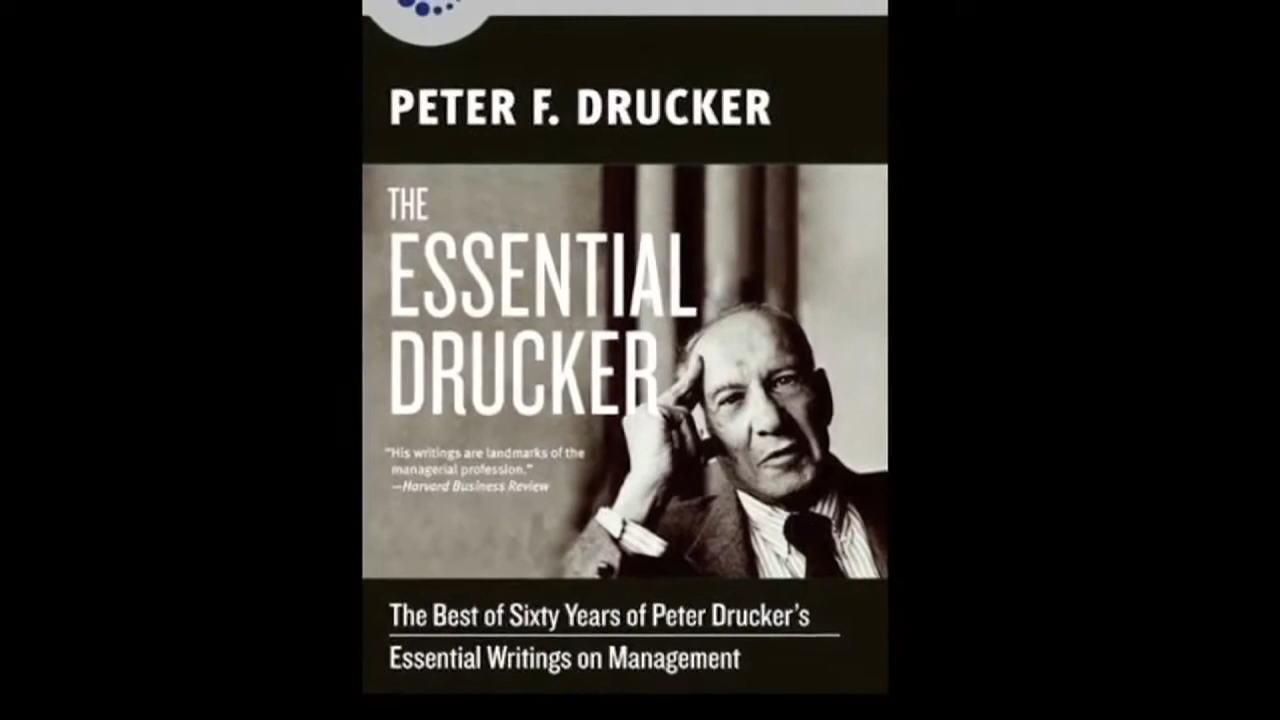 PETER F. DRUCKER
THE
ESSENTIAL
DRUCKER
"His writings are landmarks of the
managerial profession."
—Harvard Business Review
The Best of Sixty Years of Peter Drucker's
Essential Writings on Management